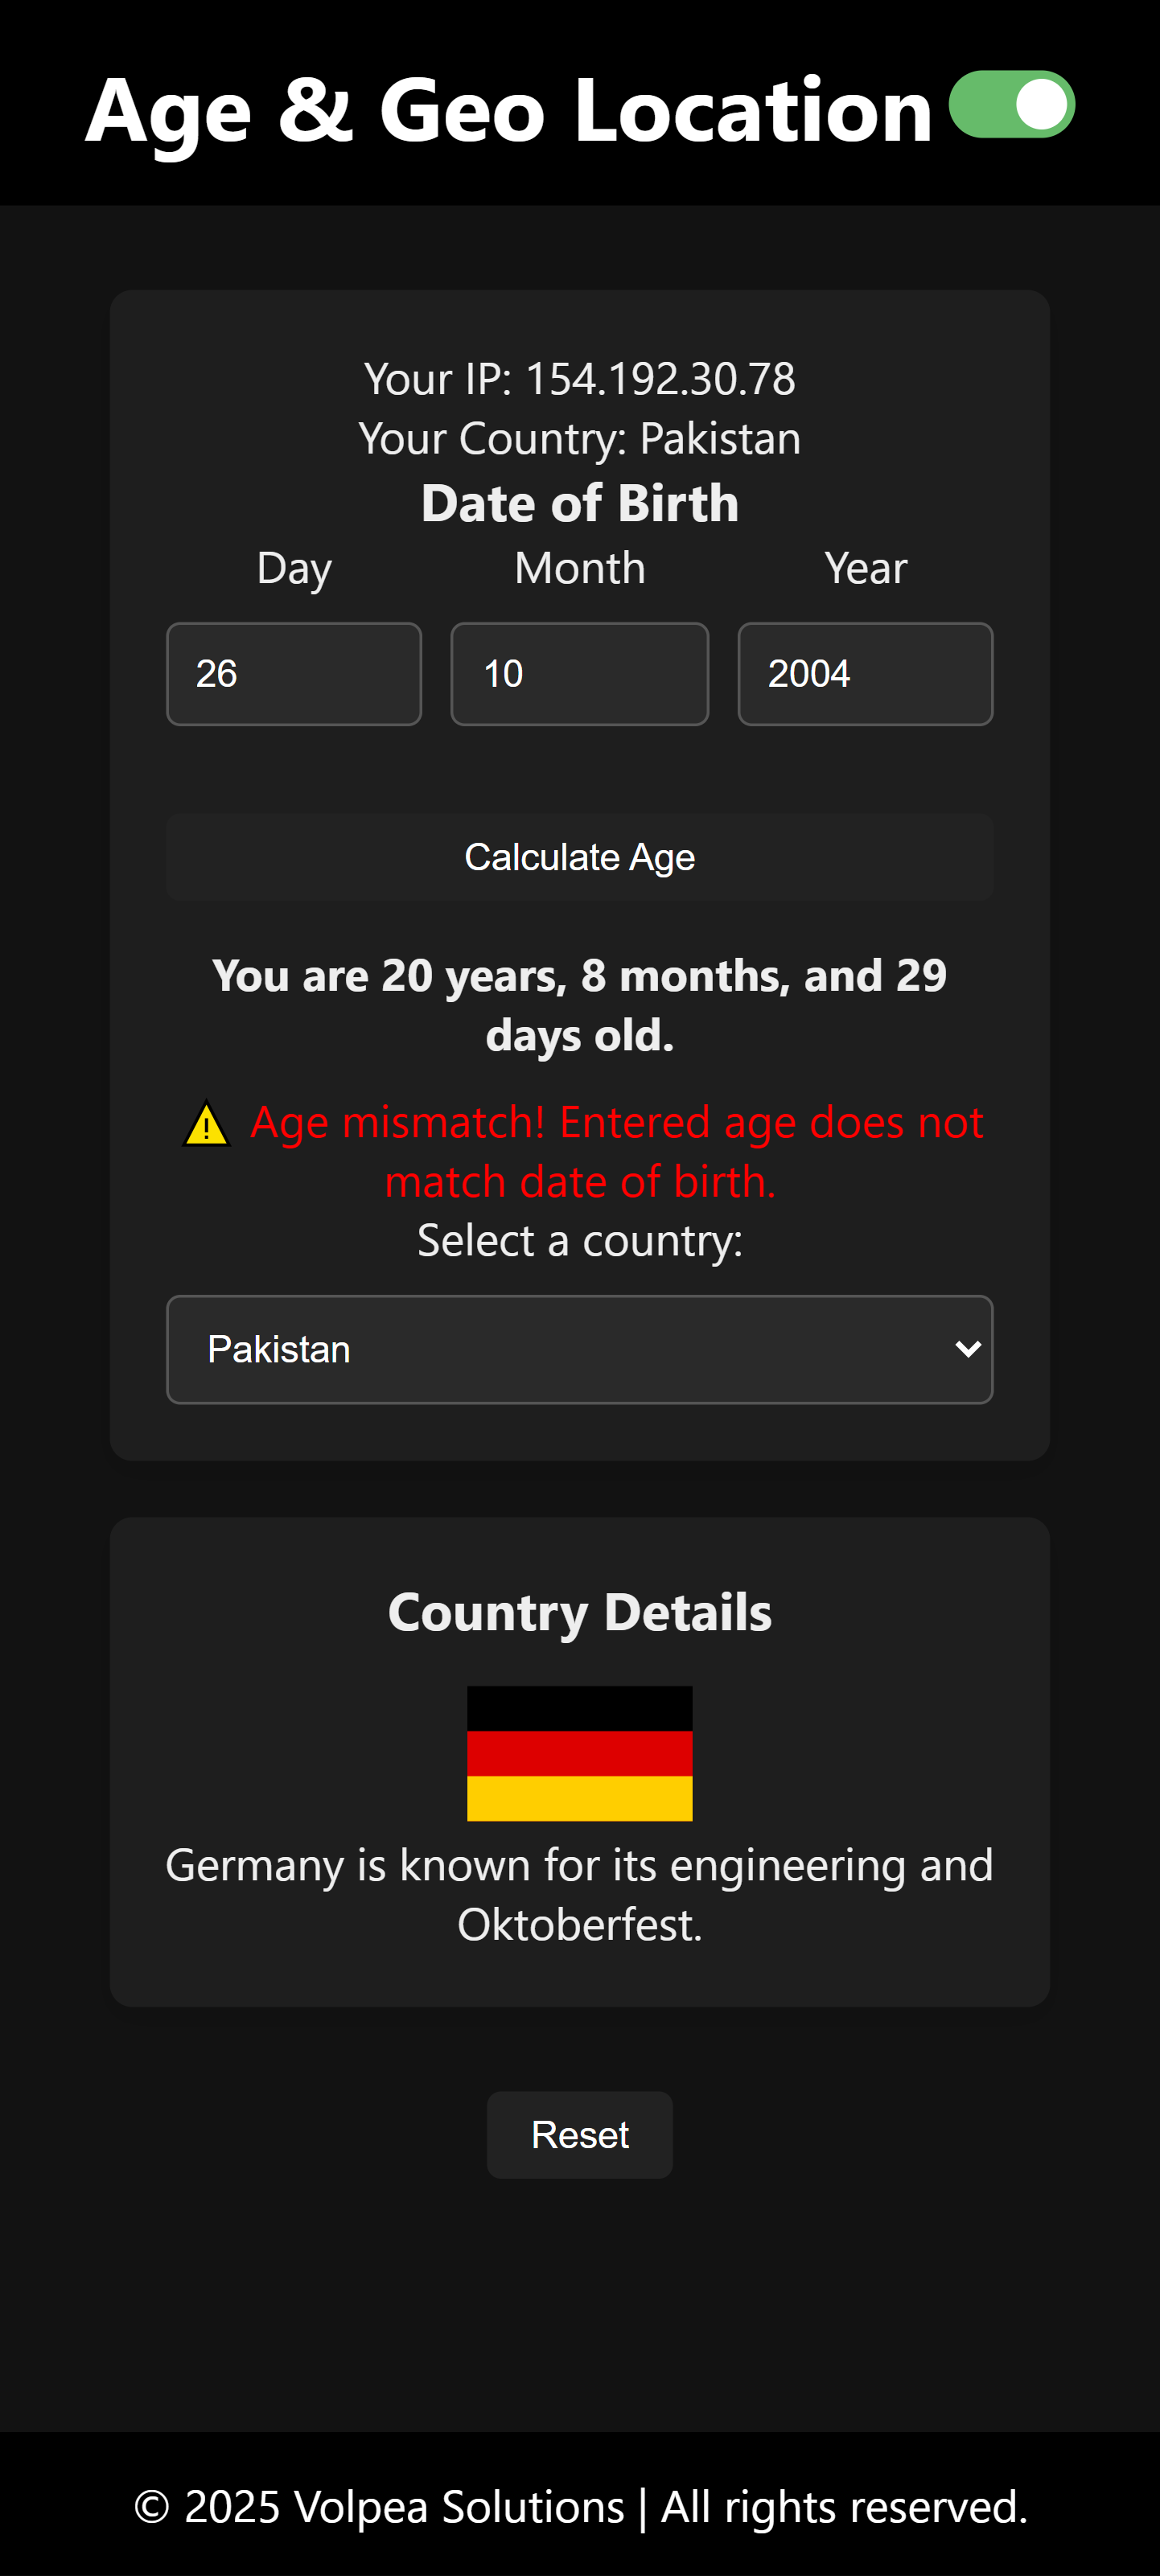 Age & Geo Location
Your IP: 154.192.30.78
Your Country: Pakistan
Date of Birth
Day Month Year
26 10 2004
Calculate Age
You are 20 years, 8 months, and 29
days old.
⚠️ Age mismatch! Entered age does not
match date of birth.
Select a country:
Pakistan
Country Details
Germany is known for its engineering and
Oktoberfest.
Reset
© 2025 Volpea Solutions | All rights reserved.